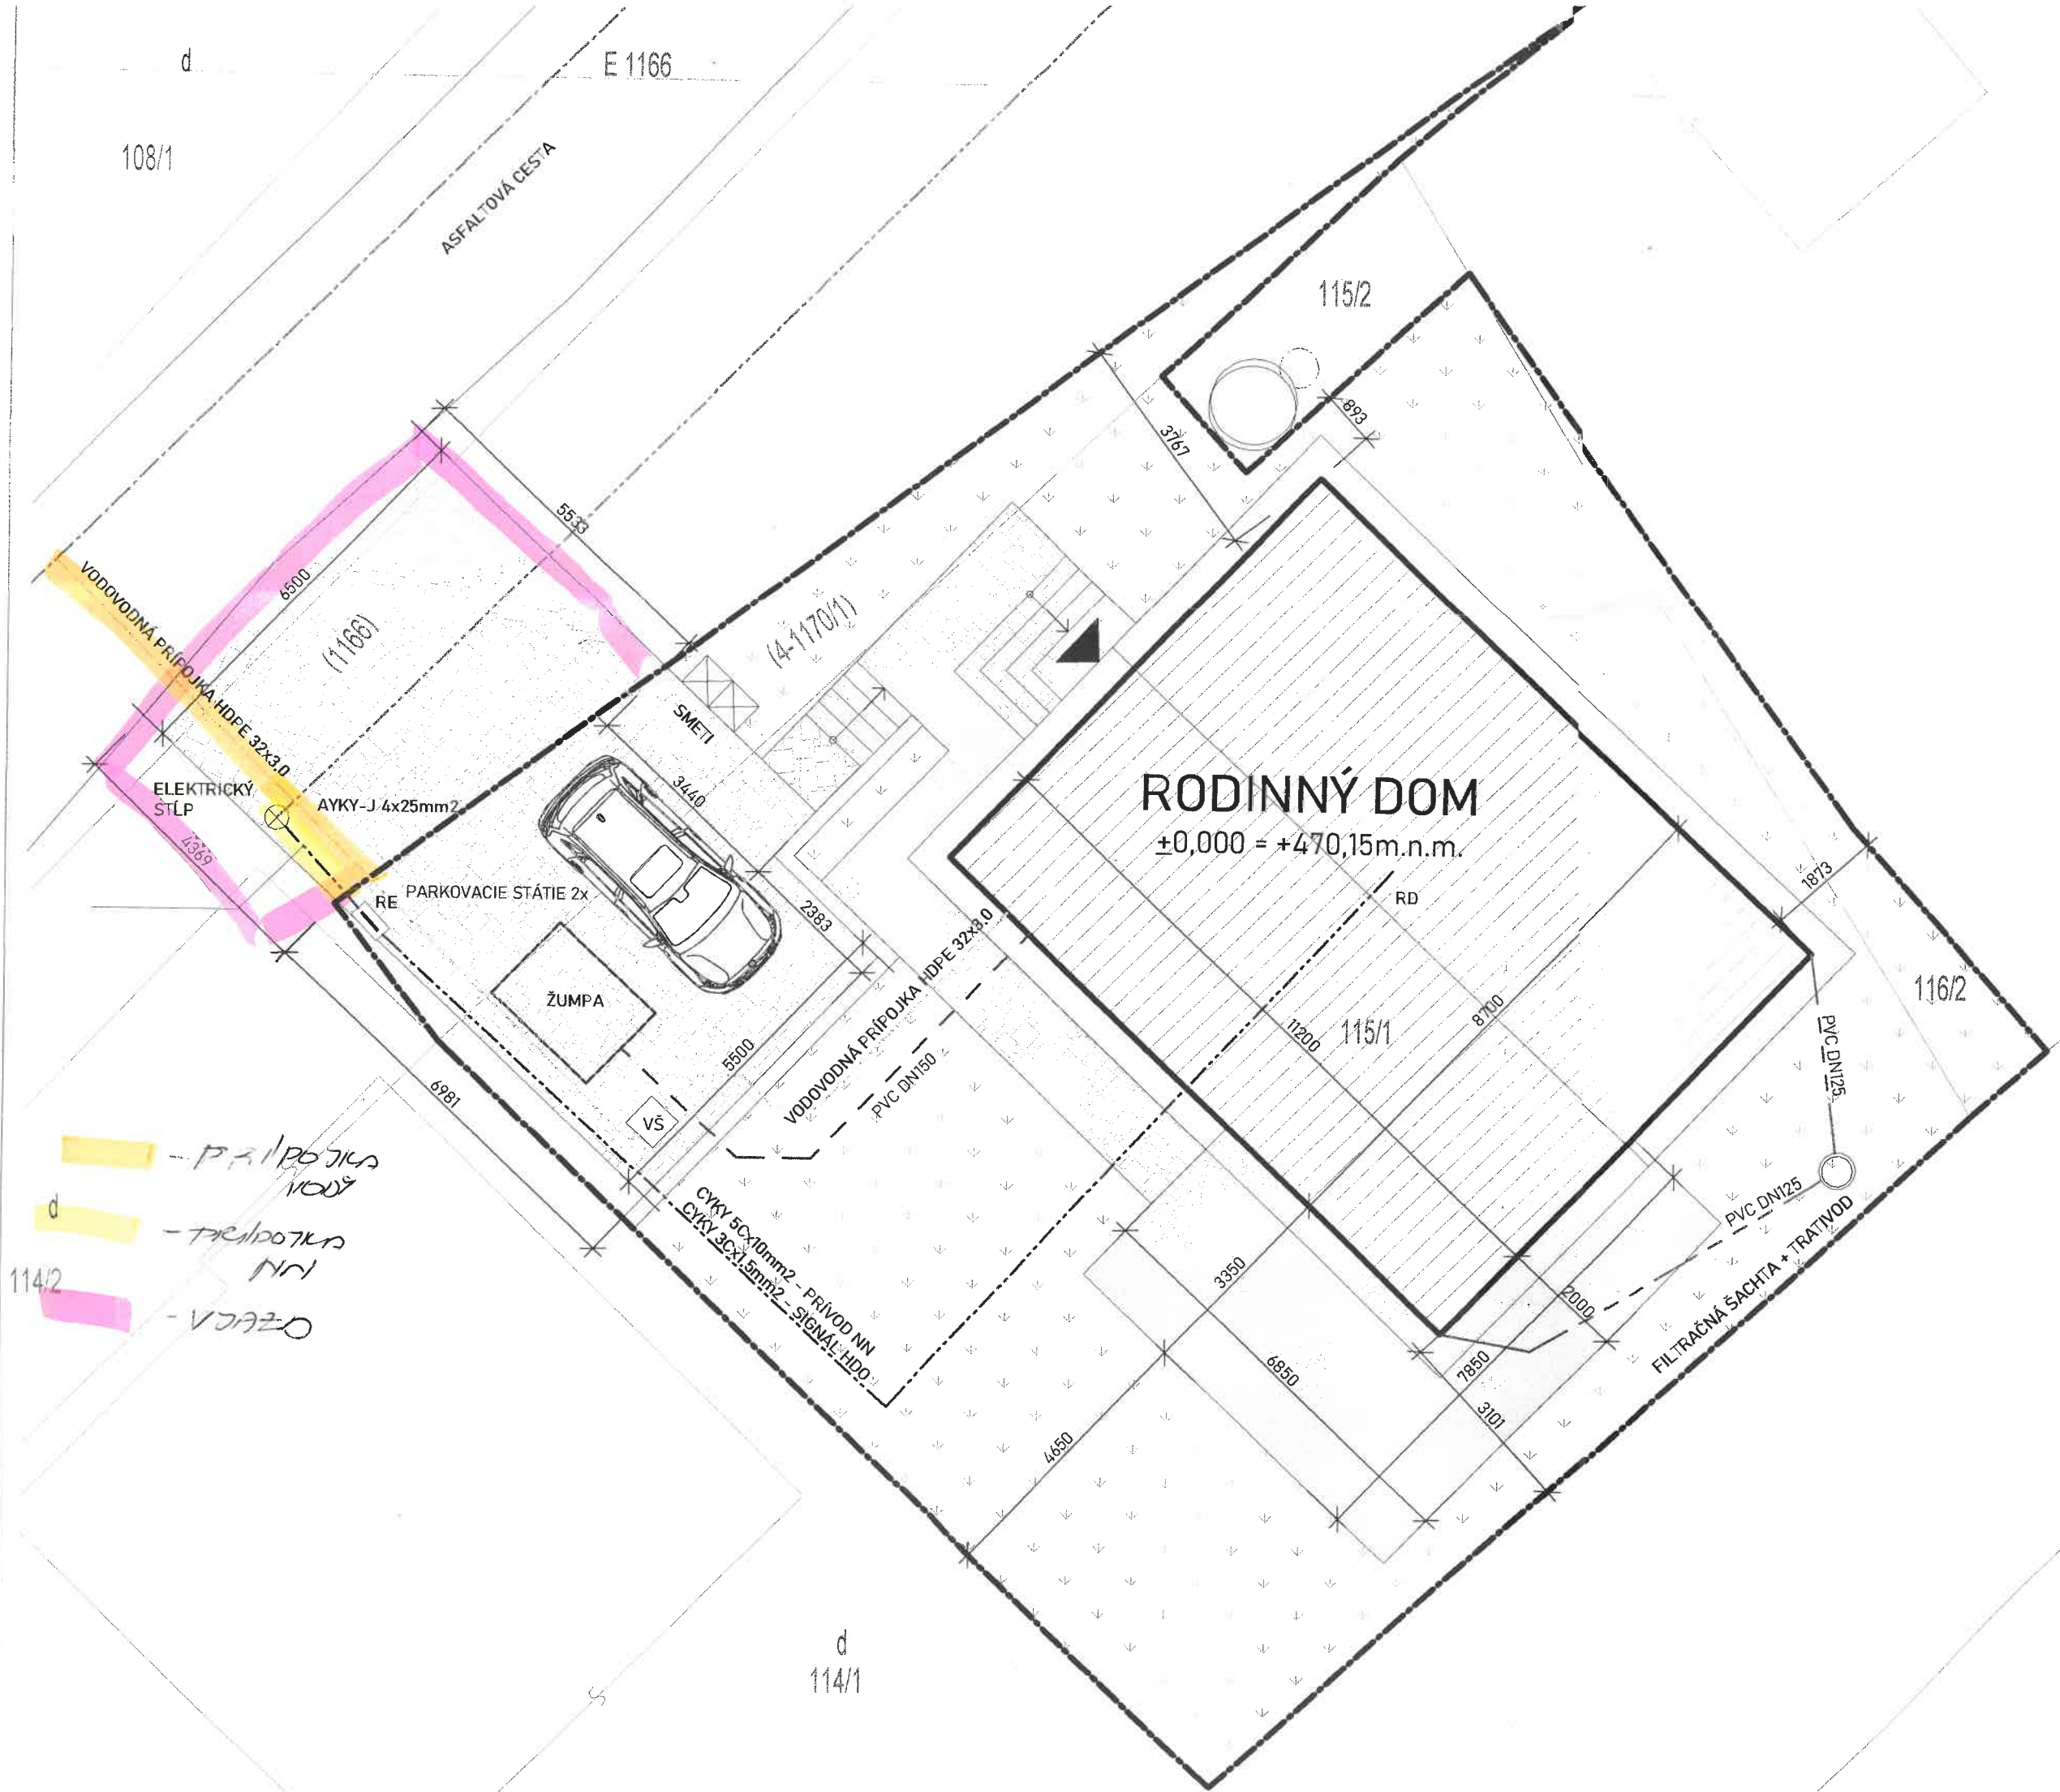 d
E 1166
108/1
ASFALTOVÁ CESTA
115/2
893
3767
5533
6500
(1166)
(4-1170/1)
VODOVODNÁ PRÍPOJKA HDPE 32x3.0
SMETI
ELEKTRICKÝ
STĹP
AYKY-J 4x25mm2
3440
4369
RODINNÝ DOM
±0,000 = +470,15m.n.m.
RE
PARKOVACIE STÁTIE 2x
2383
RD
1873
ŽUMPA
VODOVODNÁ PRÍPOJKA HDPE 32x3.0
116/2
11200
115/1
8700
PVC DN125
5500
PVC DN150
6981
VŠ
- PRÍPOJKA
VODY
d
- PRÍPOJKA
NN
114/2
- VJAZD
CYKY 5Cx10mm2 - PRÍVOD NN
CYKY 3Cx1,5mm2 - SIGNÁL HDO
PVC DN125
FILTRAČNÁ ŠACHTA + TRATIVOD
3350
2000
6850
7850
3101
4650
d
114/1